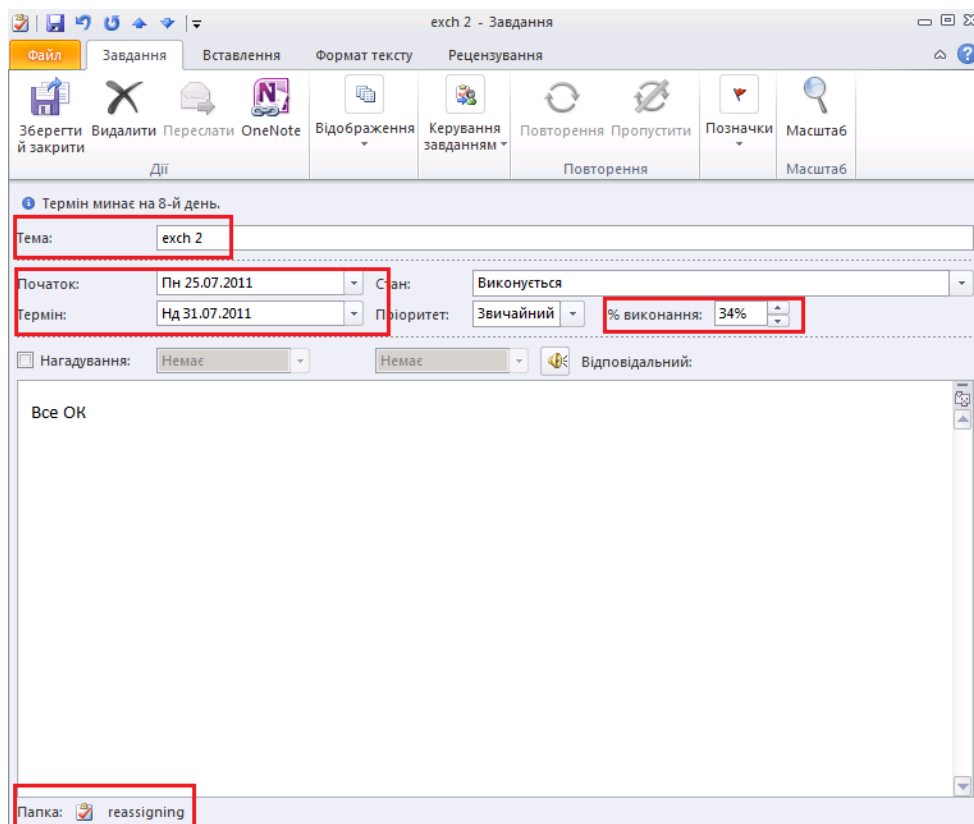 exch 2 - Завдання
Файл Завдання Вставлення Формат тексту Рецензування
Зберегти й закрити
Видалити
Переслати
OneNote
Відображення
Керування завданням
Повторення
Пропустити
Позначки
Масштаб
Дії Повторення Масштаб
Термін минає на 8-й день.
Тема: exch 2
Початок: Пн 25.07.2011 Стан: Виконується
Термін: Нд 31.07.2011 Пріоритет: Звичайний % виконання: 34%
Нагадування: Немає Немає Відповідальний:
Все ОК
Папка: reassigning